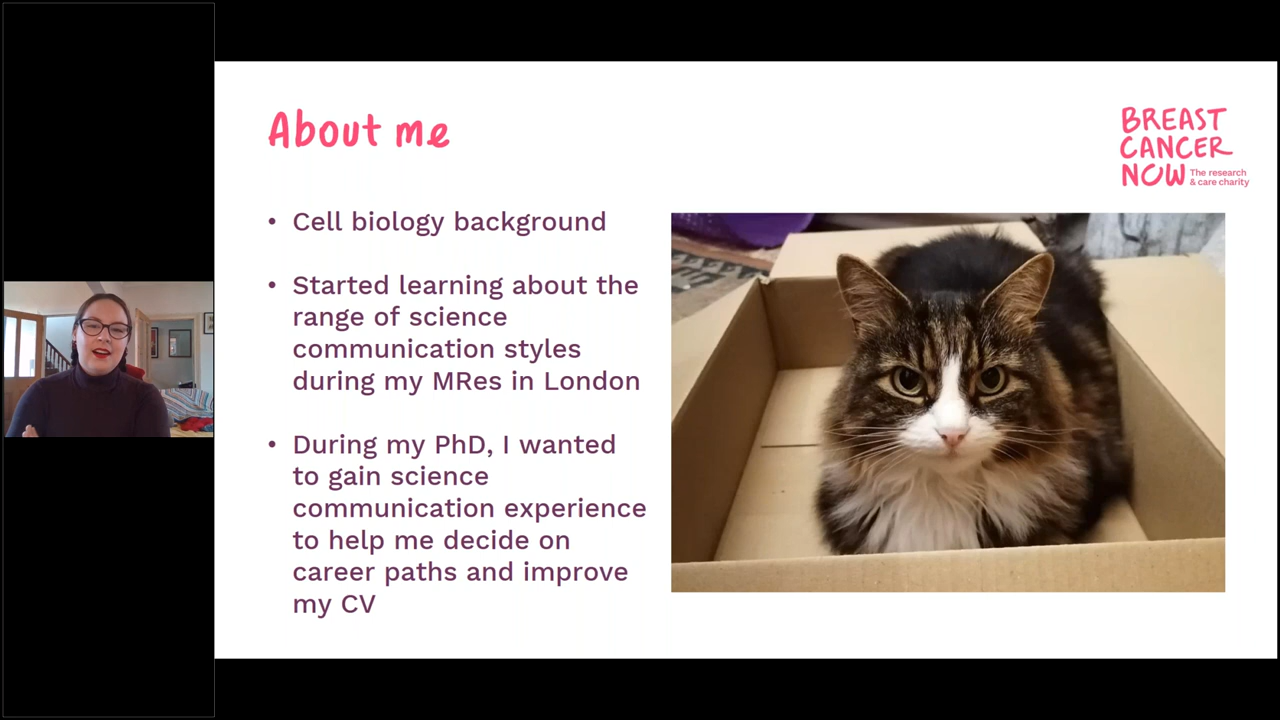 About me
BREAST
CANCER
NOW The research
& care charity
• Cell biology background
• Started learning about the
range of science
communication styles
during my MRes in London
• During my PhD, I wanted
to gain science
communication experience
to help me decide on
career paths and improve
my CV